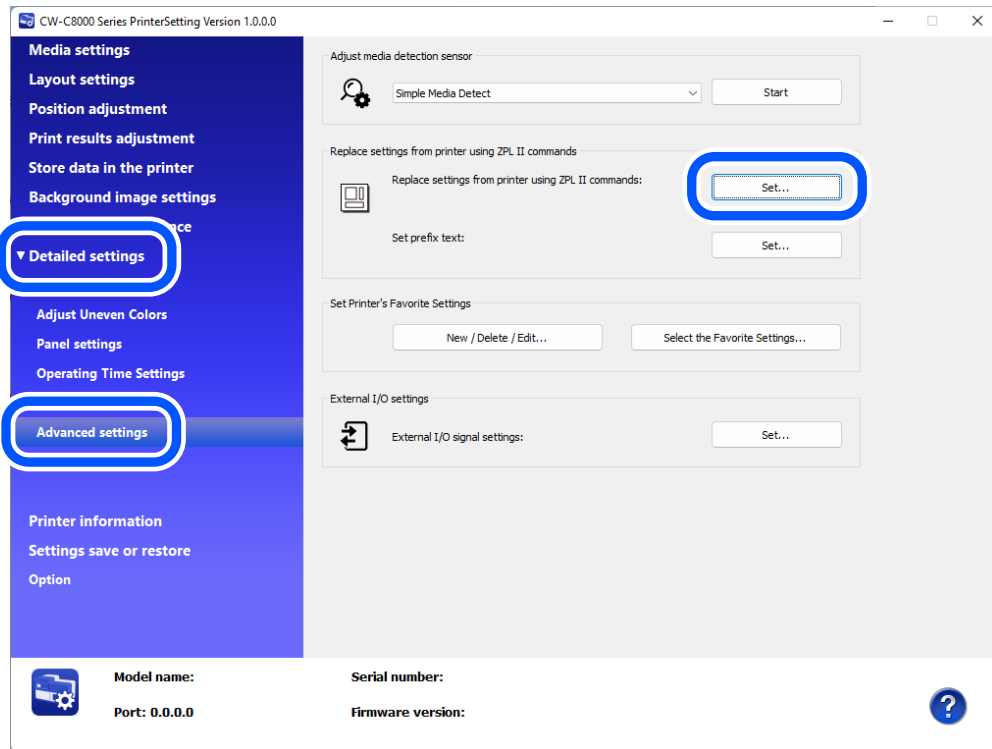 CW-C8000 Series PrinterSetting Version 1.0.0.0
Media settings
Layout settings
Position adjustment
Print results adjustment
Store data in the printer
Background image settings
▼ Detailed settings
Adjust Uneven Colors
Panel settings
Operating Time Settings
Advanced settings
Printer information
Settings save or restore
Option
Adjust media detection sensor
Simple Media Detect
Start
Replace settings from printer using ZPL II commands
Replace settings from printer using ZPL II commands:
Set...
Set prefix text:
Set...
Set Printer's Favorite Settings
New / Delete / Edit...
Select the Favorite Settings...
External I/O settings
External I/O signal settings:
Set...
Model name:
Serial number:
Port: 0.0.0.0
Firmware version:
?